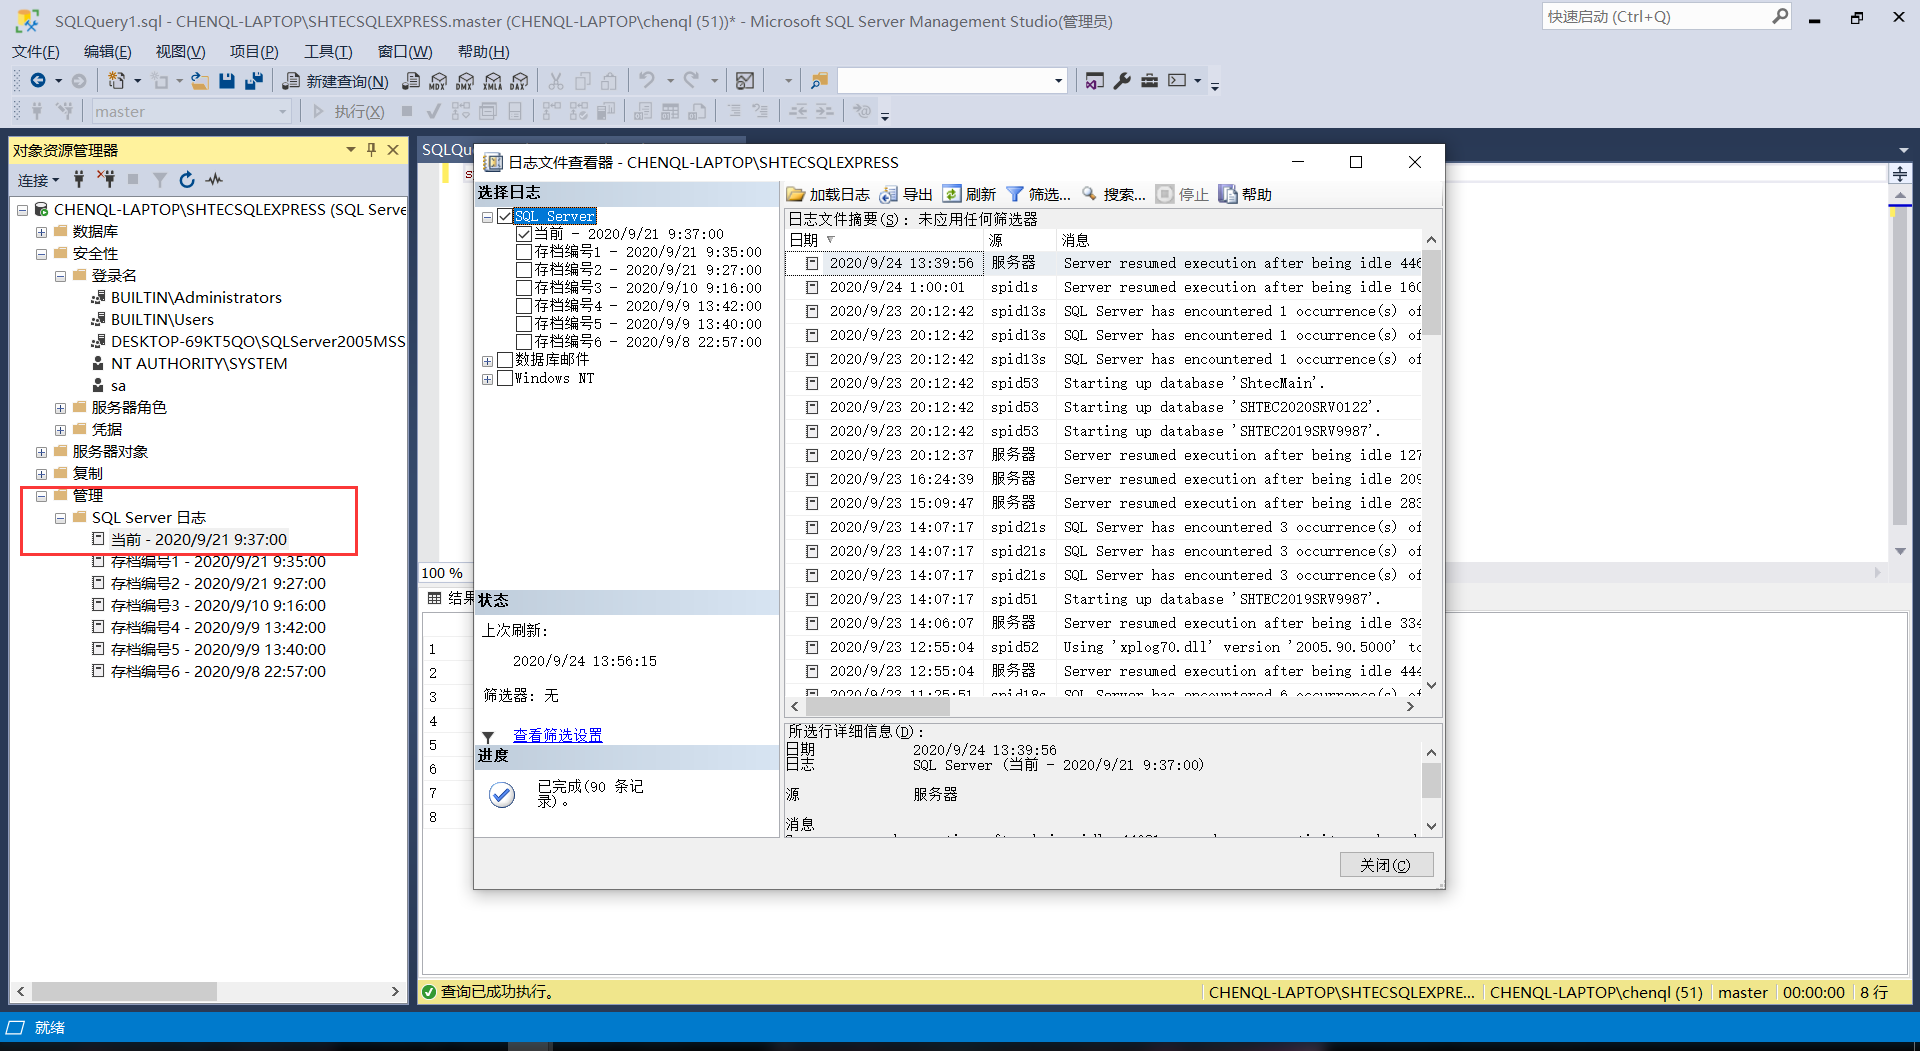 SQLQuery1.sql - CHENQL-LAPTOP\SHTECSQLEXPRESS.master (CHENQL-LAPTOP\chenql (51))* - Microsoft SQL Server Management Studio(管理员)
快速启动 (Ctrl+Q)
文件(F) 编辑(E) 视图(V) 项目(P) 工具(T) 窗口(W) 帮助(H)
新建查询(N) MDX DMX XMLA DAX
master 执行(X)
对象资源管理器
连接
CHENQL-LAPTOP\SHTECSQLEXPRESS (SQL Serve
数据库
安全性
登录名
BUILTIN\Administrators
BUILTIN\Users
DESKTOP-69KT5QO\SQLServer2005MSS
NT AUTHORITY\SYSTEM
sa
服务器角色
凭据
服务器对象
复制
管理
SQL Server 日志
当前 - 2020/9/21 9:37:00
存档编号1 - 2020/9/21 9:35:00
存档编号2 - 2020/9/21 9:27:00
存档编号3 - 2020/9/10 9:16:00
存档编号4 - 2020/9/9 13:42:00
存档编号5 - 2020/9/9 13:40:00
存档编号6 - 2020/9/8 22:57:00
SQLQu
s
100 %
结果
1
2
3
4
5
6
7
8
日志文件查看器 - CHENQL-LAPTOP\SHTECSQLEXPRESS
选择日志
SQL Server
当前 - 2020/9/21 9:37:00
存档编号1 - 2020/9/21 9:35:00
存档编号2 - 2020/9/21 9:27:00
存档编号3 - 2020/9/10 9:16:00
存档编号4 - 2020/9/9 13:42:00
存档编号5 - 2020/9/9 13:40:00
存档编号6 - 2020/9/8 22:57:00
数据库邮件
Windows NT
状态
上次刷新:
2020/9/24 13:56:15
筛选器: 无
查看筛选设置
进度
已完成(90 条记
录)。
加载日志 导出 刷新 筛选... 搜索... 停止 帮助
日志文件摘要(S): 未应用任何筛选器
日期 源 消息
2020/9/24 13:39:56 服务器 Server resumed execution after being idle 446
2020/9/24 1:00:01 spid1s Server resumed execution after being idle 160
2020/9/23 20:12:42 spid13s SQL Server has encountered 1 occurrence(s) of
2020/9/23 20:12:42 spid13s SQL Server has encountered 1 occurrence(s) of
2020/9/23 20:12:42 spid13s SQL Server has encountered 1 occurrence(s) of
2020/9/23 20:12:42 spid53 Starting up database 'ShtecMain'.
2020/9/23 20:12:42 spid53 Starting up database 'SHTEC2020SRV0122'.
2020/9/23 20:12:42 spid53 Starting up database 'SHTEC2019SRV9987'.
2020/9/23 20:12:37 服务器 Server resumed execution after being idle 127
2020/9/23 16:24:39 服务器 Server resumed execution after being idle 209
2020/9/23 15:09:47 服务器 Server resumed execution after being idle 283
2020/9/23 14:07:17 spid21s SQL Server has encountered 3 occurrence(s) of
2020/9/23 14:07:17 spid21s SQL Server has encountered 3 occurrence(s) of
2020/9/23 14:07:17 spid21s SQL Server has encountered 3 occurrence(s) of
2020/9/23 14:07:17 spid51 Starting up database 'SHTEC2019SRV9987'.
2020/9/23 14:06:07 服务器 Server resumed execution after being idle 334
2020/9/23 12:55:04 spid52 Using 'xplog70.dll' version '2005.90.5000' to
2020/9/23 12:55:04 服务器 Server resumed execution after being idle 444
2020/9/23 11:25:51 spid18s SQL Server has encountered 6 occurrence(s) of
所选行详细信息(D):
日期 2020/9/24 13:39:56
日志 SQL Server (当前 - 2020/9/21 9:37:00)
源 服务器
消息
关闭(C)
查询已成功执行。 CHENQL-LAPTOP\SHTECSQLEXPRE... CHENQL-LAPTOP\chenql (51) master 00:00:00 8 行
就绪